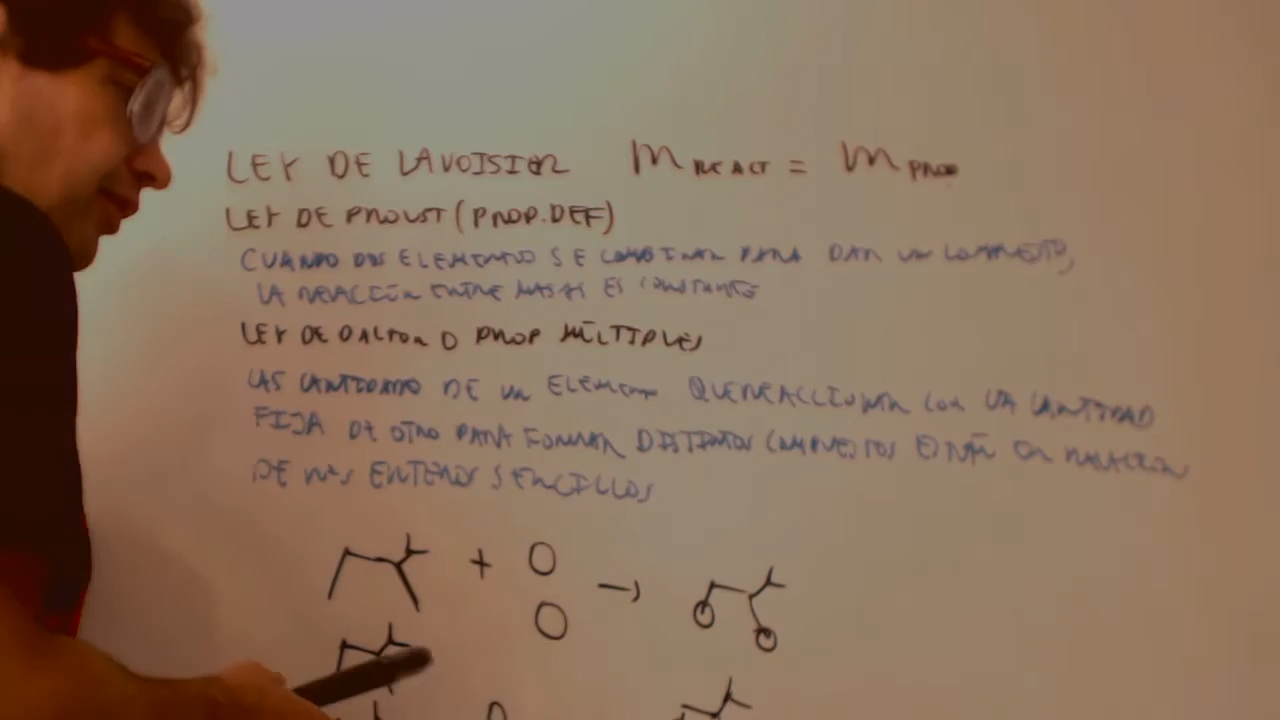 LEY DE LAVOISIER m REACT = m PROD
LEY DE PROUST (PROP. DEF)
CUANDO DOS ELEMENTOS SE COMBINAN PARA DAR UN COMPUESTO,
LA RELACIÓN ENTRE MASAS ES CONSTANTE
LEY DE DALTON O PROP MÚLTIPLES
LAS CANTIDADES DE UN ELEMENTO QUE REACCIONAN CON UNA CANTIDAD
FIJA DE OTRO PARA FORMAR DISTINTOS COMPUESTOS ESTÁN EN RELACIÓN
DE NOS ENTEROS SENCILLOS